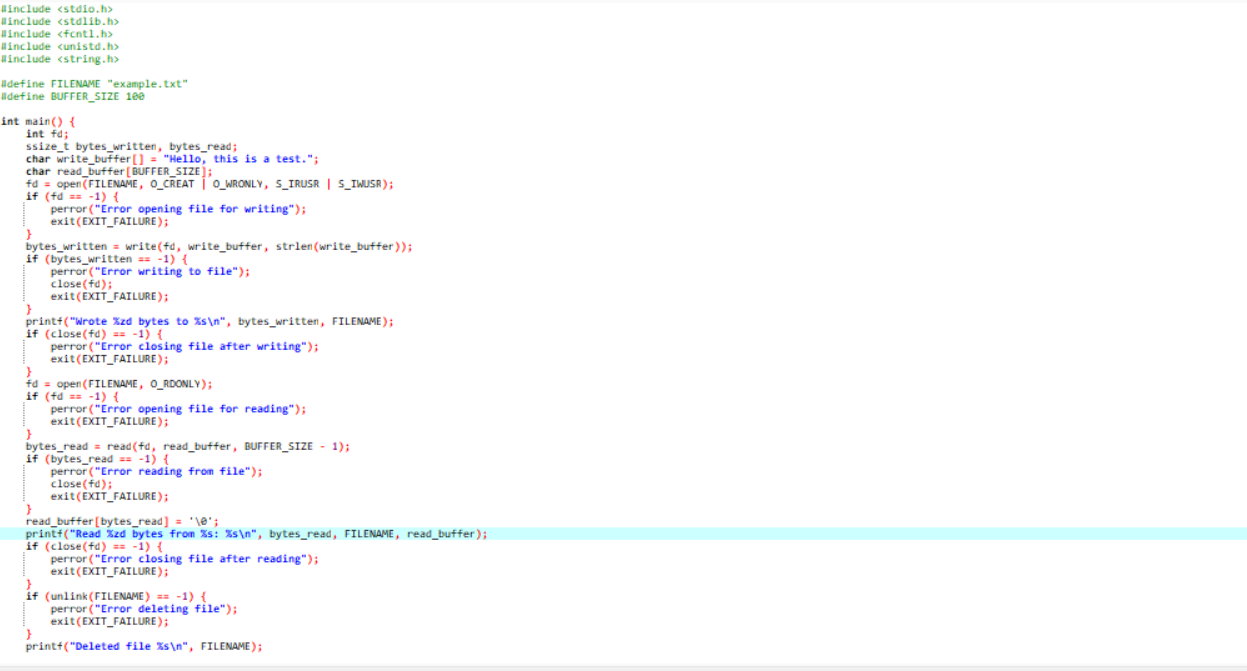 #include <stdio.h>
#include <stdlib.h>
#include <fcntl.h>
#include <unistd.h>
#include <string.h>
#define FILENAME "example.txt"
#define BUFFER_SIZE 100
int main() {
int fd;
ssize_t bytes_written, bytes_read;
char write_buffer[] = "Hello, this is a test.";
char read_buffer[BUFFER_SIZE];
fd = open(FILENAME, O_CREAT | O_WRONLY, S_IRUSR | S_IWUSR);
if (fd == -1) {
perror("Error opening file for writing");
exit(EXIT_FAILURE);
}
bytes_written = write(fd, write_buffer, strlen(write_buffer));
if (bytes_written == -1) {
perror("Error writing to file");
close(fd);
exit(EXIT_FAILURE);
}
printf("Wrote %zd bytes to %s\n", bytes_written, FILENAME);
if (close(fd) == -1) {
perror("Error closing file after writing");
exit(EXIT_FAILURE);
}
fd = open(FILENAME, O_RDONLY);
if (fd == -1) {
perror("Error opening file for reading");
exit(EXIT_FAILURE);
}
bytes_read = read(fd, read_buffer, BUFFER_SIZE - 1);
if (bytes_read == -1) {
perror("Error reading from file");
close(fd);
exit(EXIT_FAILURE);
}
read_buffer[bytes_read] = '\0';
printf("Read %zd bytes from %s: %s\n", bytes_read, FILENAME, read_buffer);
if (close(fd) == -1) {
perror("Error closing file after reading");
exit(EXIT_FAILURE);
}
if (unlink(FILENAME) == -1) {
perror("Error deleting file");
exit(EXIT_FAILURE);
}
printf("Deleted file %s\n", FILENAME);